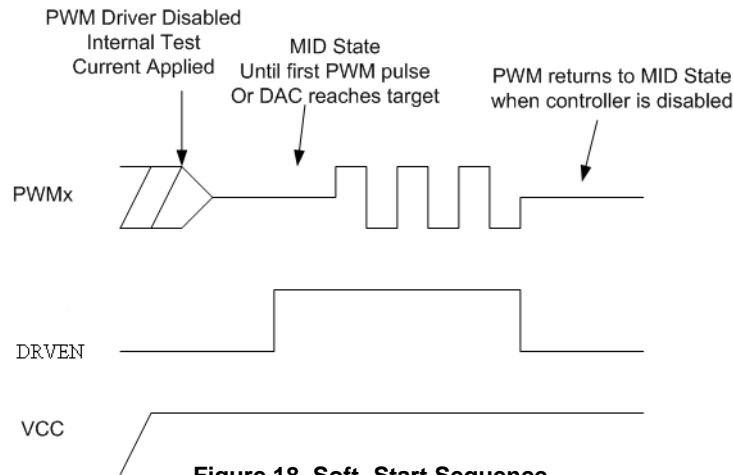 PWM Driver Disabled
Internal Test
Current Applied
MID State
Until first PWM pulse
Or DAC reaches target
PWM returns to MID State
when controller is disabled
PWMx
DRVEN
VCC
Figure 18. Soft-Start Sequence